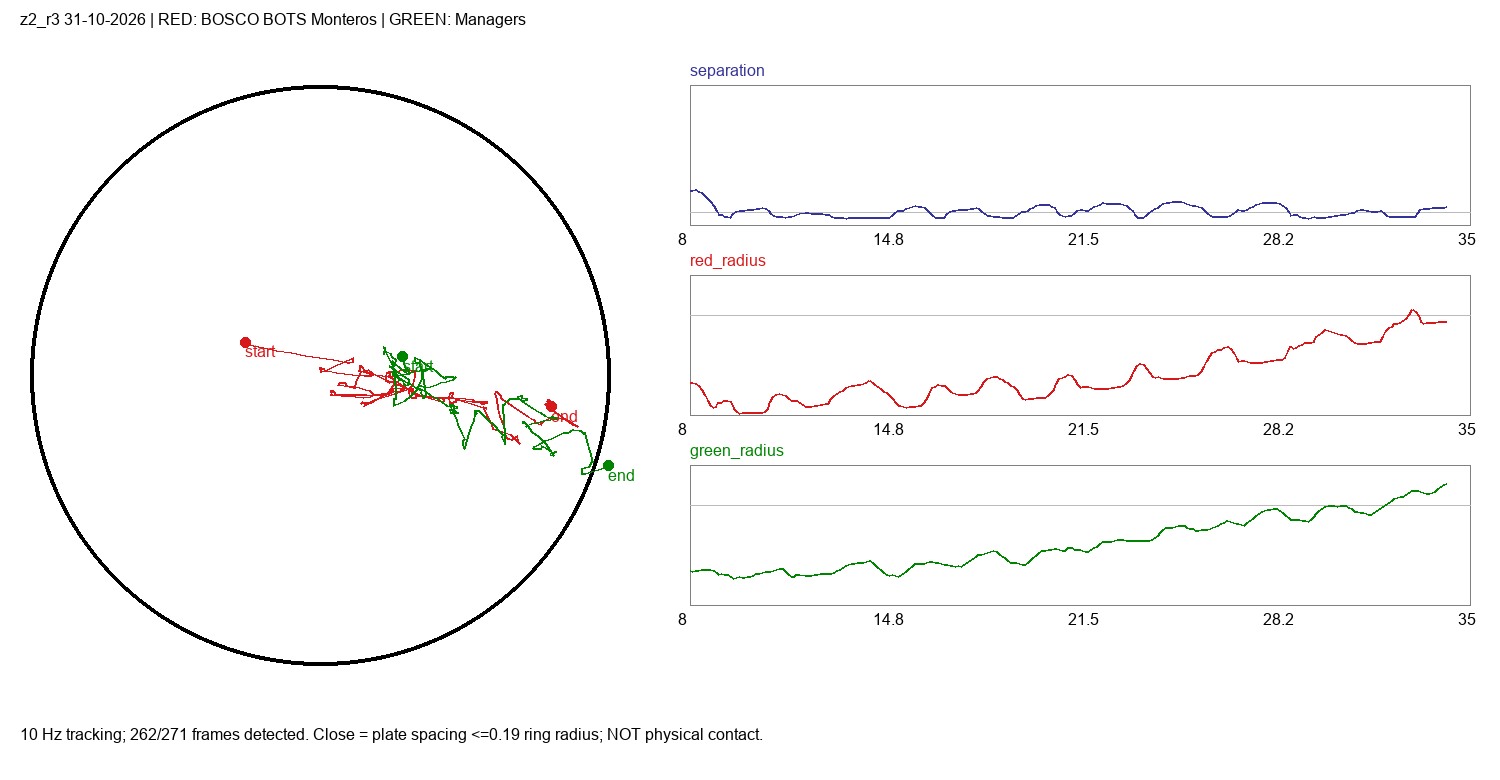 z2_r3 31-10-2026 | RED: BOSCO BOTS Monteros | GREEN: Managers
separation
8 14.8 21.5 28.2 35
red_radius
8 14.8 21.5 28.2 35
green_radius
8 14.8 21.5 28.2 35
start
start
end
end
10 Hz tracking; 262/271 frames detected. Close = plate spacing <=0.19 ring radius; NOT physical contact.